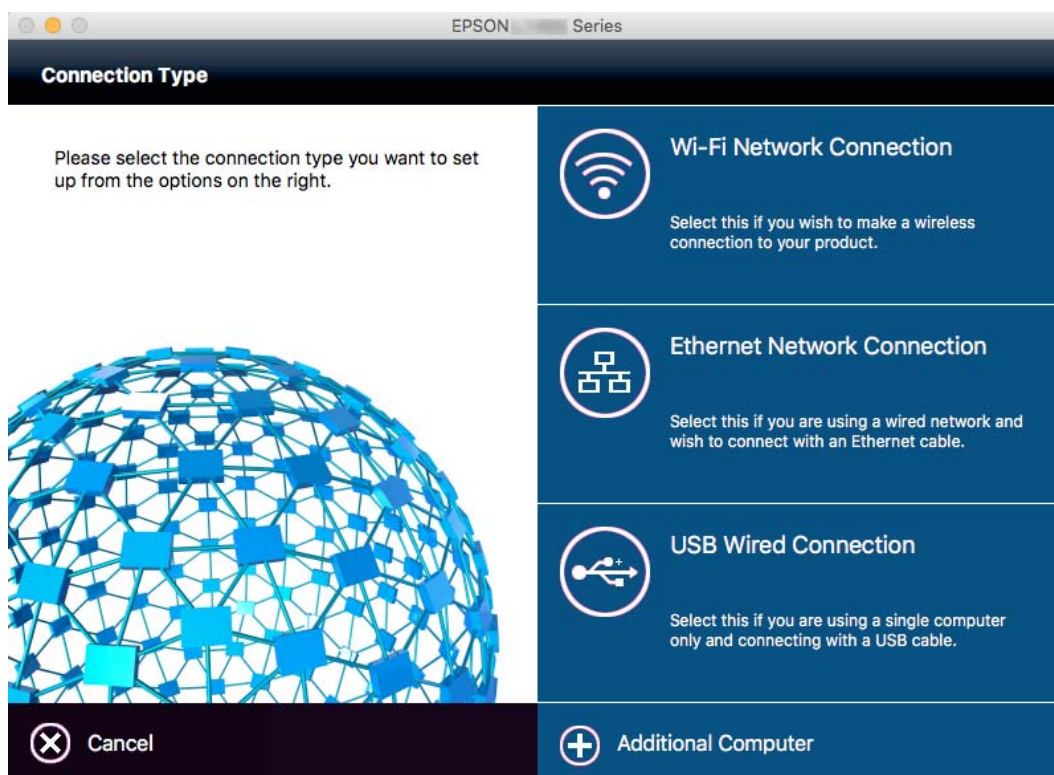 EPSON Series
Connection Type
Please select the connection type you want to set
up from the options on the right.
Wi-Fi Network Connection
Select this if you wish to make a wireless
connection to your product.
Ethernet Network Connection
Select this if you are using a wired network and
wish to connect with an Ethernet cable.
USB Wired Connection
Select this if you are using a single computer
only and connecting with a USB cable.
Cancel
Additional Computer